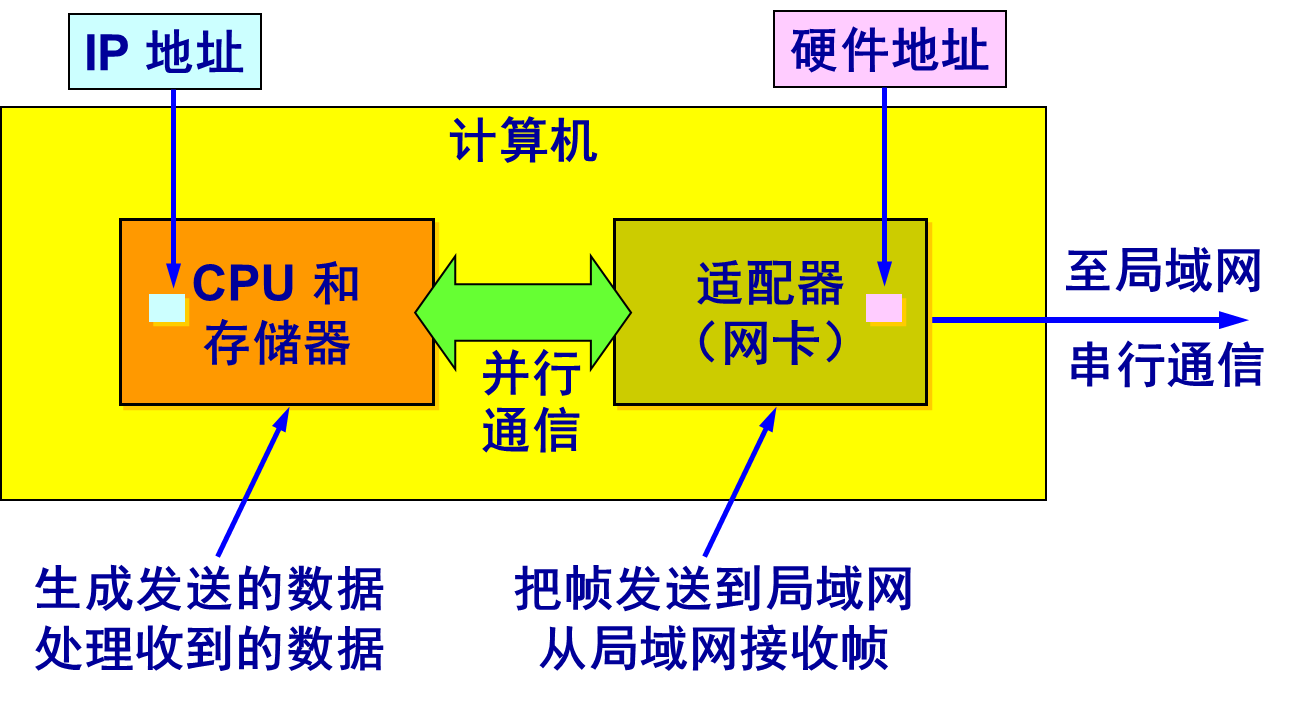 IP 地址
硬件地址
计算机
CPU 和
存储器
适配器
（网卡）
并行
通信
至局域网
串行通信
生成发送的数据
处理收到的数据
把帧发送到局域网
从局域网接收帧